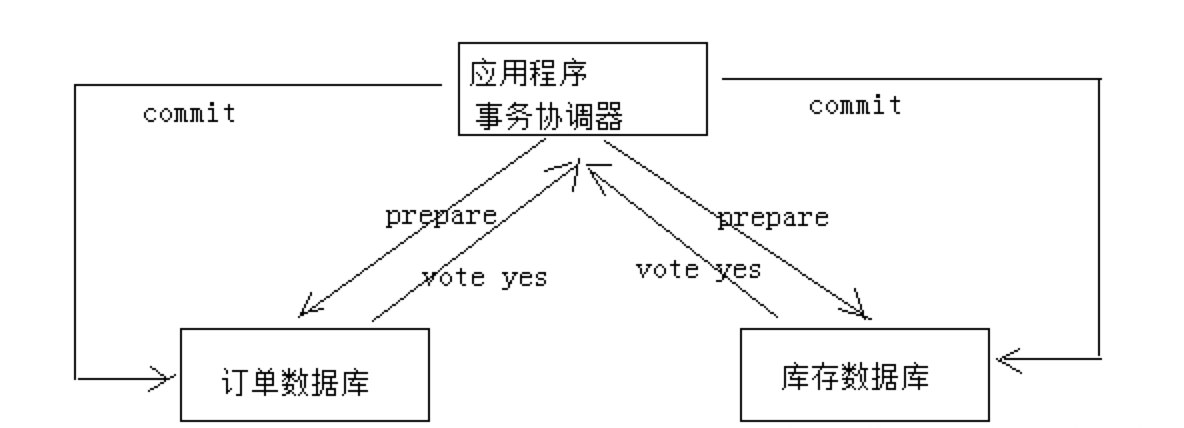 应用程序
事务协调器
commit
commit
prepare
prepare
vote yes
vote yes
订单数据库
库存数据库